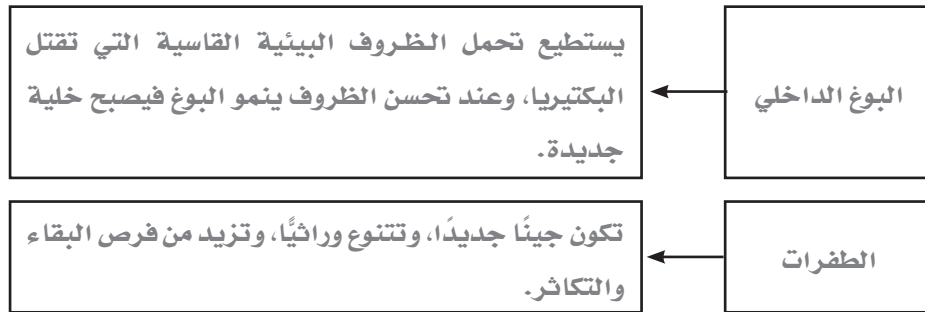 البوغ الداخلي
يستطيع تحمل الظروف البيئية القاسية التي تقتل
البكتيريا، وعند تحسن الظروف ينمو البوغ فيصبح خلية
جديدة.
الطفرات
تكون جينًا جديدًا، وتتنوع وراثيًّا، وتزيد من فرص البقاء
والتكاثر.